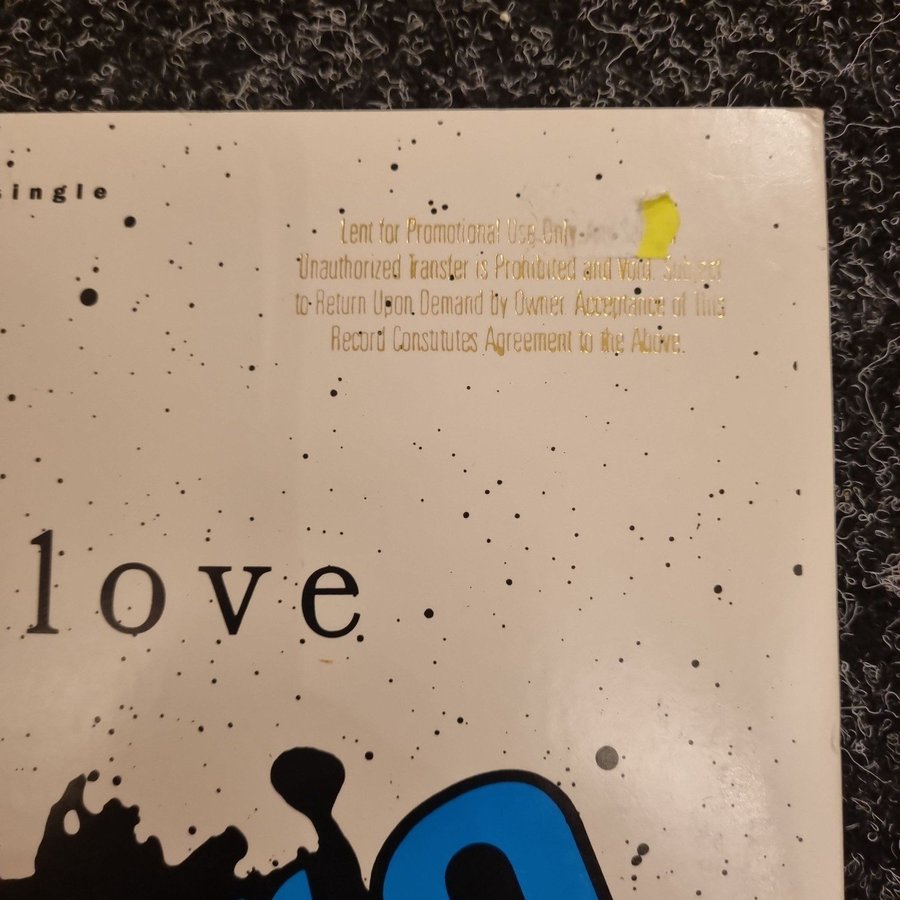 single
Lent for Promotional Use Only
Unauthorized Transfer is Prohibited and Void. Subject
to Return Upon Demand by Owner. Acceptance of This
Record Constitutes Agreement to the Above.
love